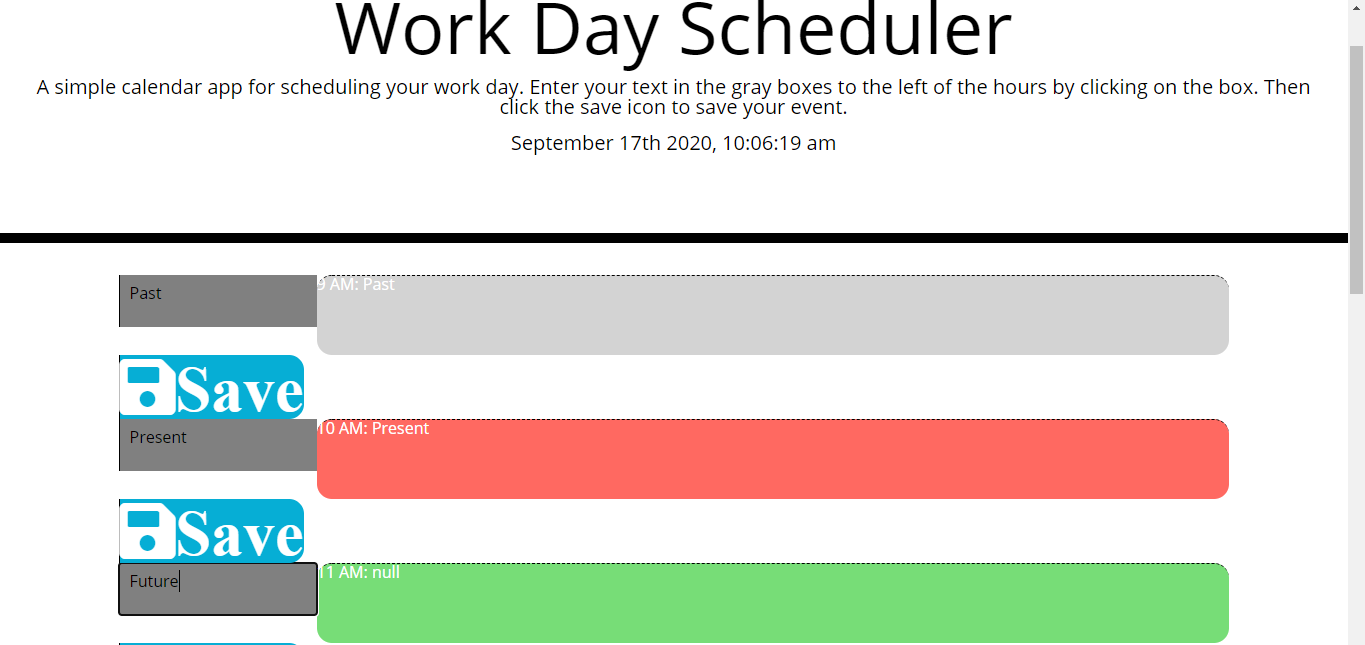 Work Day Scheduler
A simple calendar app for scheduling your work day. Enter your text in the gray boxes to the left of the hours by clicking on the box. Then
click the save icon to save your event.
September 17th 2020, 10:06:19 am
Past
9 AM: Past
Save
Present
10 AM: Present
Save
Future
11 AM: null